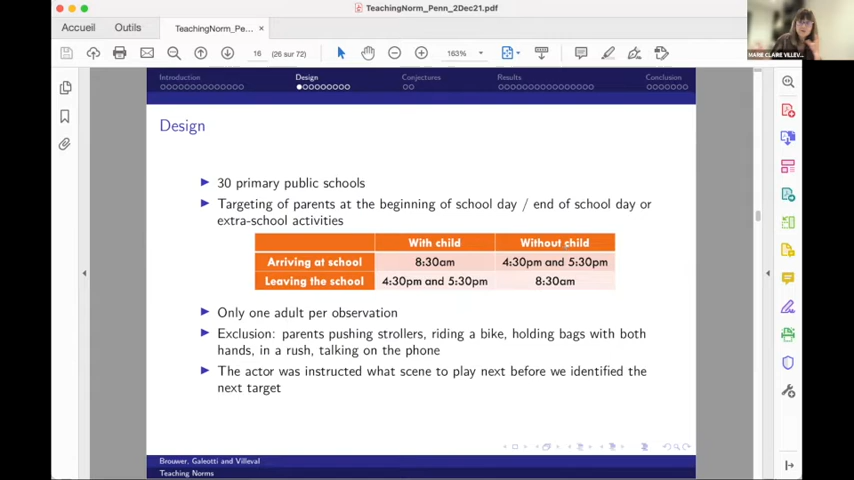 TeachingNorm_Penn_2Dec21.pdf
Accueil
Outils
TeachingNorm_Pe...
×
16
(26 sur 72)
163%
MARIE CLAIRE VILLEV...
Introduction
Design
Conjectures
Results
Conclusion
Design
30 primary public schools
Targeting of parents at the beginning of school day / end of school day or
extra-school activities
With child
Without child
Arriving at school
8:30am
4:30pm and 5:30pm
Leaving the school
4:30pm and 5:30pm
8:30am
Only one adult per observation
Exclusion: parents pushing strollers, riding a bike, holding bags with both
hands, in a rush, talking on the phone
The actor was instructed what scene to play next before we identified the
next target
Brouwer, Galeotti and Villeval
Teaching Norms